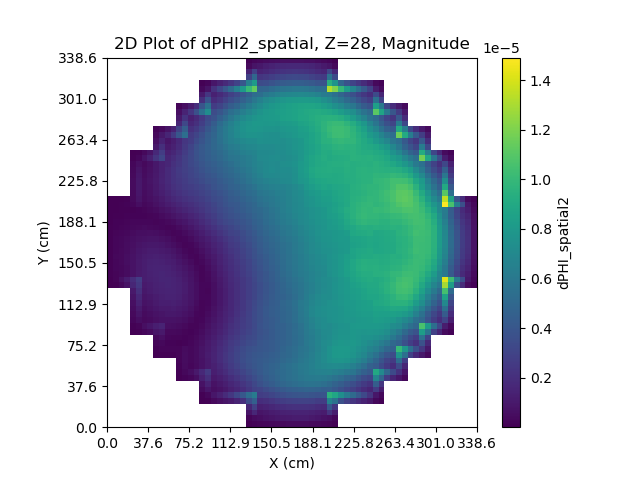 2D Plot of dPHI2_spatial, Z=28, Magnitude
1e−5
338.6
301.0
263.4
225.8
188.1
150.5
112.9
75.2
37.6
0.0
Y (cm)
0.0 37.6 75.2 112.9 150.5 188.1 225.8 263.4 301.0 338.6
X (cm)
1.4
1.2
1.0
0.8
0.6
0.4
0.2
dPHI_spatial2